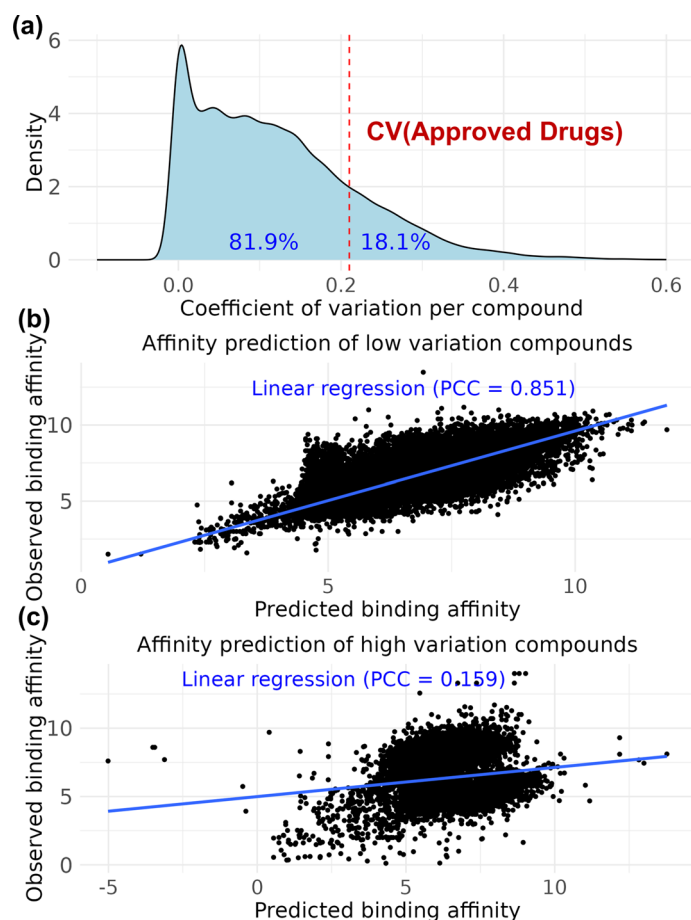 (a)
Density
6
4
2
0
CV(Approved Drugs)
81.9%
18.1%
0.0
0.2
0.4
0.6
Coefficient of variation per compound
(b)
Affinity prediction of low variation compounds
Observed binding affinity
Linear regression (PCC = 0.851)
10
5
0
5
10
Predicted binding affinity
(c)
Affinity prediction of high variation compounds
Observed binding affinity
Linear regression (PCC = 0.159)
10
5
0
-5
0
5
10
Predicted binding affinity